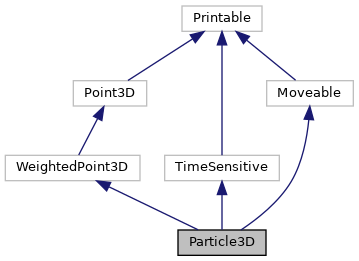 Printable
Point3D
Moveable
WeightedPoint3D
TimeSensitive
Particle3D